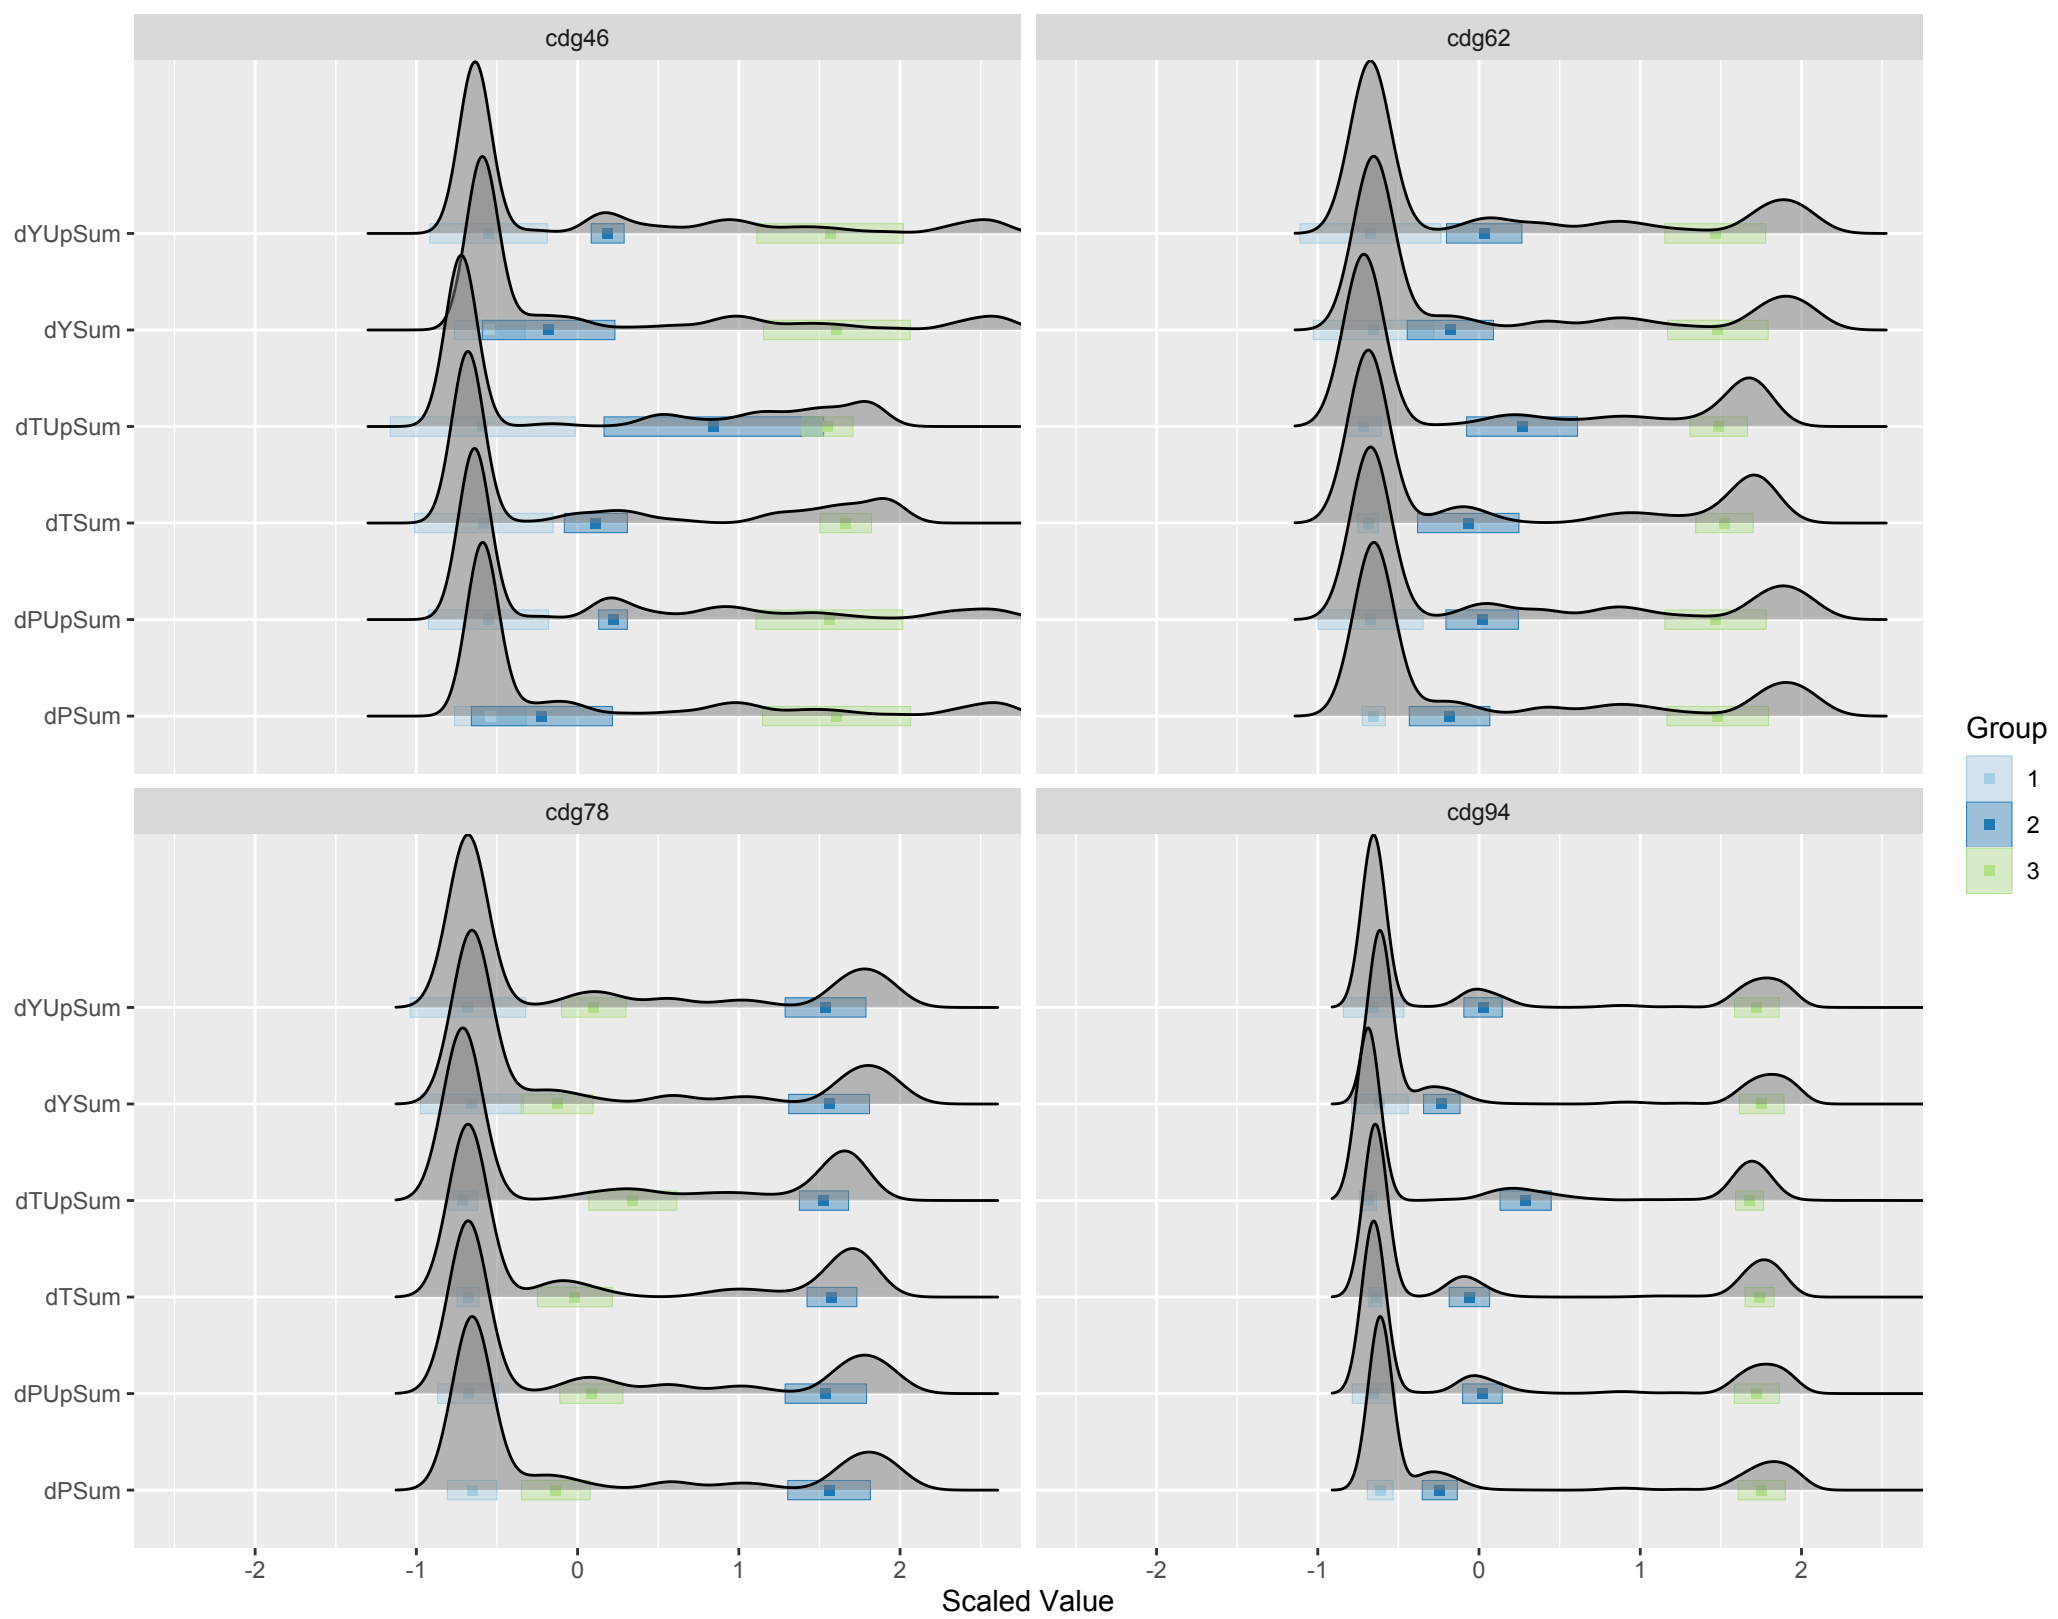 cdg46
cdg62
dYUpSum
dYSum
dTUpSum
dTSum
dPUpSum
dPSum
cdg78
cdg94
dYUpSum
dYSum
dTUpSum
dTSum
dPUpSum
dPSum
-2 -1 0 1 2
-2 -1 0 1 2
Scaled Value
Group
1
2
3